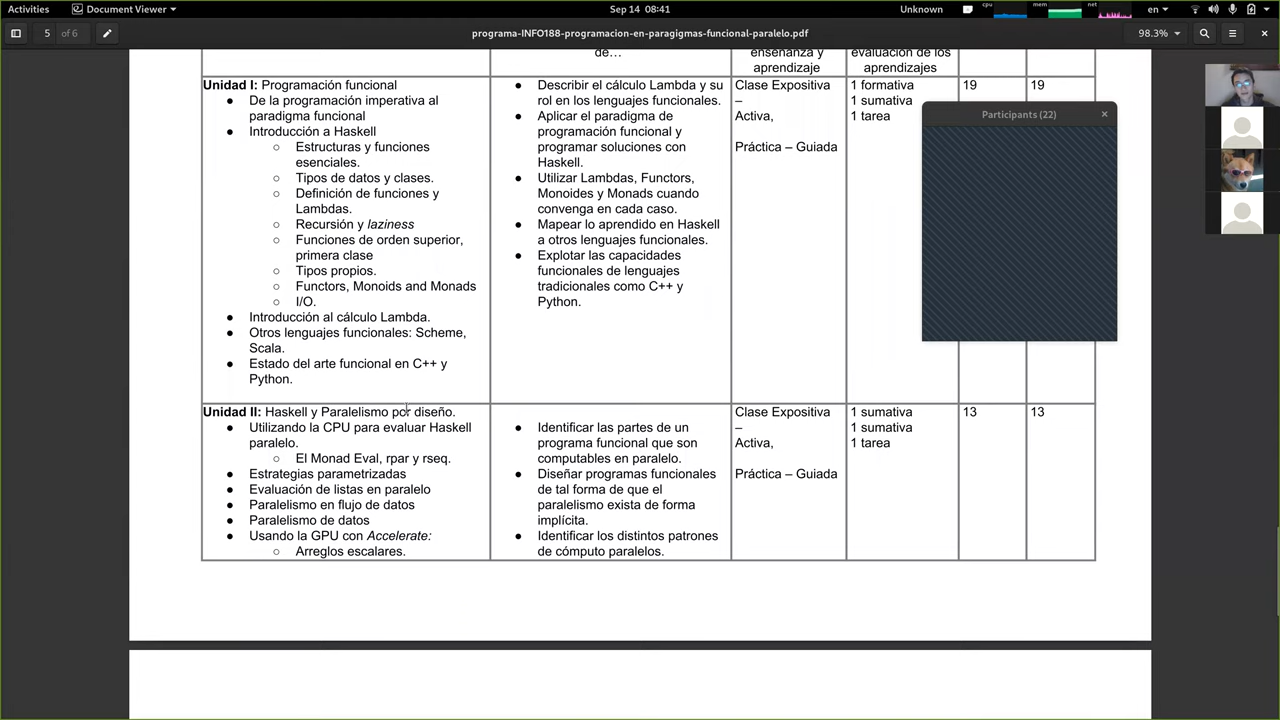 Activities Document Viewer Sep 14 08:41 Unknown cpu mem net en
5 of 6 programa-INFO188-programacion-en-paragigmas-funcional-paralelo.pdf 98.3%
de…
enseñanza y
aprendizaje
evaluación de los
aprendizajes
Unidad I: Programación funcional
● De la programación imperativa al
paradigma funcional
● Introducción a Haskell
○ Estructuras y funciones
esenciales.
○ Tipos de datos y clases.
○ Definición de funciones y
Lambdas.
○ Recursión y laziness
○ Funciones de orden superior,
primera clase
○ Tipos propios.
○ Functors, Monoids and Monads
○ I/O.
● Introducción al cálculo Lambda.
● Otros lenguajes funcionales: Scheme,
Scala.
● Estado del arte funcional en C++ y
Python.
● Describir el cálculo Lambda y su
rol en los lenguajes funcionales.
● Aplicar el paradigma de
programación funcional y
programar soluciones con
Haskell.
● Utilizar Lambdas, Functors,
Monoides y Monads cuando
convenga en cada caso.
● Mapear lo aprendido en Haskell
a otros lenguajes funcionales.
● Explotar las capacidades
funcionales de lenguajes
tradicionales como C++ y
Python.
Clase Expositiva
–
Activa,
Práctica – Guiada
1 formativa
1 sumativa
1 tarea
19
19
Participants (22)
Unidad II: Haskell y Paralelismo por diseño.
● Utilizando la CPU para evaluar Haskell
paralelo.
○ El Monad Eval, rpar y rseq.
● Estrategias parametrizadas
● Evaluación de listas en paralelo
● Paralelismo en flujo de datos
● Paralelismo de datos
● Usando la GPU con Accelerate:
○ Arreglos escalares.
● Identificar las partes de un
programa funcional que son
computables en paralelo.
● Diseñar programas funcionales
de tal forma de que el
paralelismo exista de forma
implícita.
● Identificar los distintos patrones
de cómputo paralelos.
Clase Expositiva
–
Activa,
Práctica – Guiada
1 sumativa
1 sumativa
1 tarea
13
13